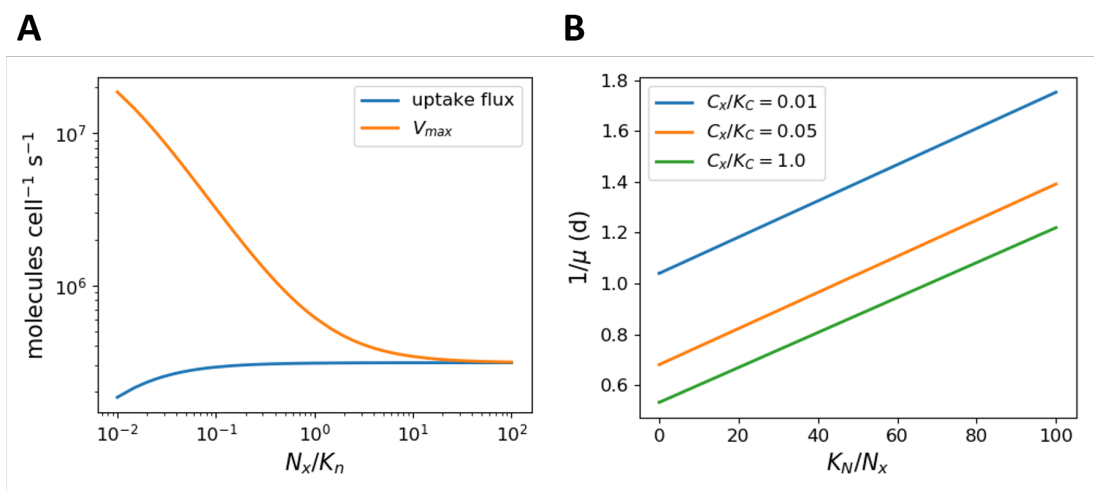 A
B
uptake flux
V_max
molecules cell⁻¹ s⁻¹
10⁷
10⁶
10⁻²
10⁻¹
10⁰
10¹
10²
N_x/K_n
C_x/K_C = 0.01
C_x/K_C = 0.05
C_x/K_C = 1.0
1/μ (d)
1.8
1.6
1.4
1.2
1.0
0.8
0.6
0
20
40
60
80
100
K_N/N_x